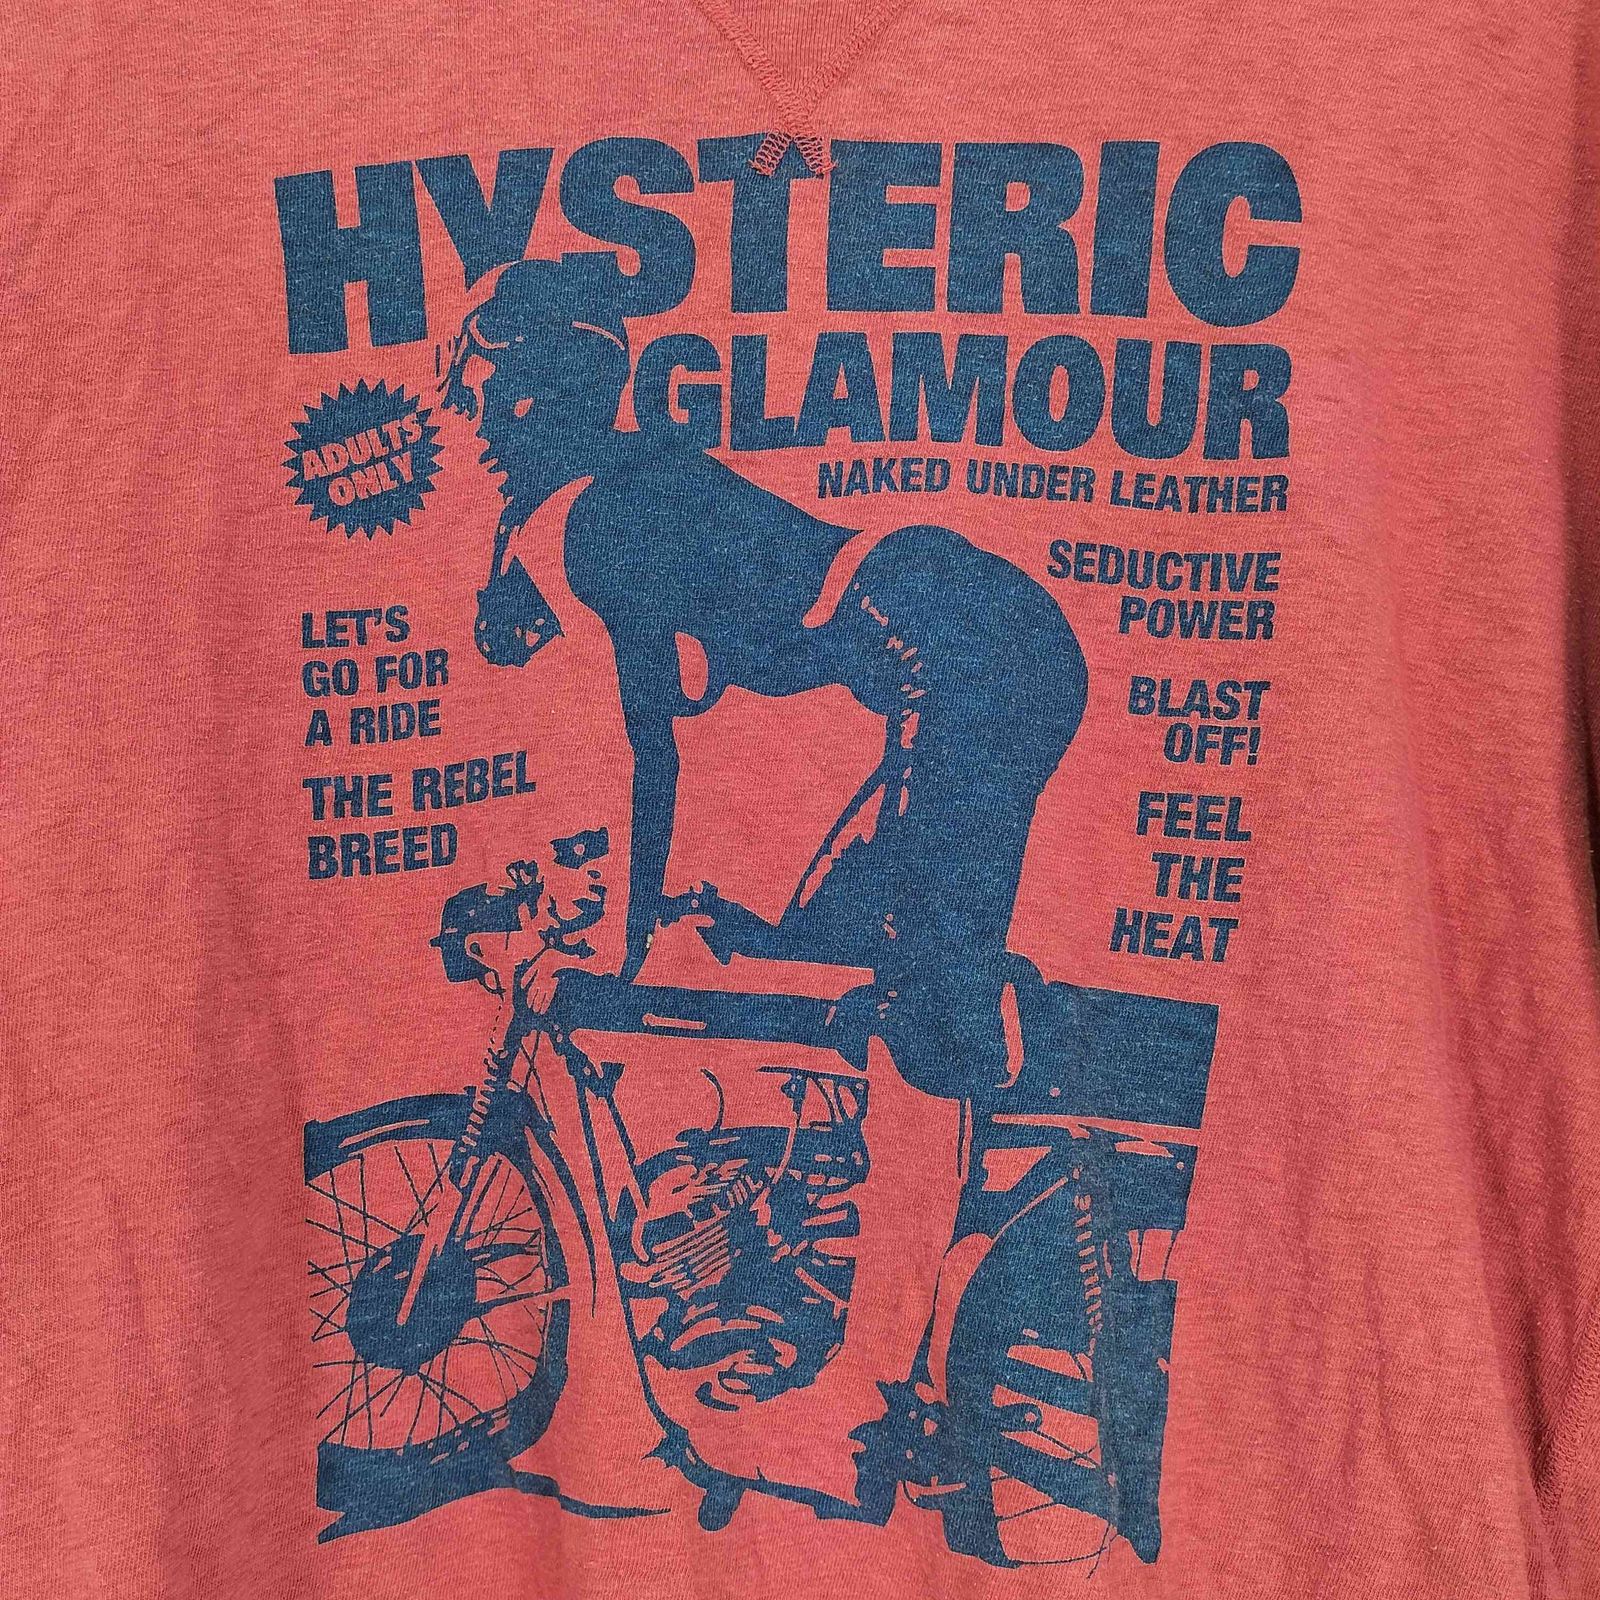 HYSTERIC
GLAMOUR
NAKED UNDER LEATHER
ADULTS
ONLY
SEDUCTIVE
POWER
LET'S
GO FOR
A RIDE
BLAST
OFF!
THE REBEL
BREED
FEEL
THE
HEAT